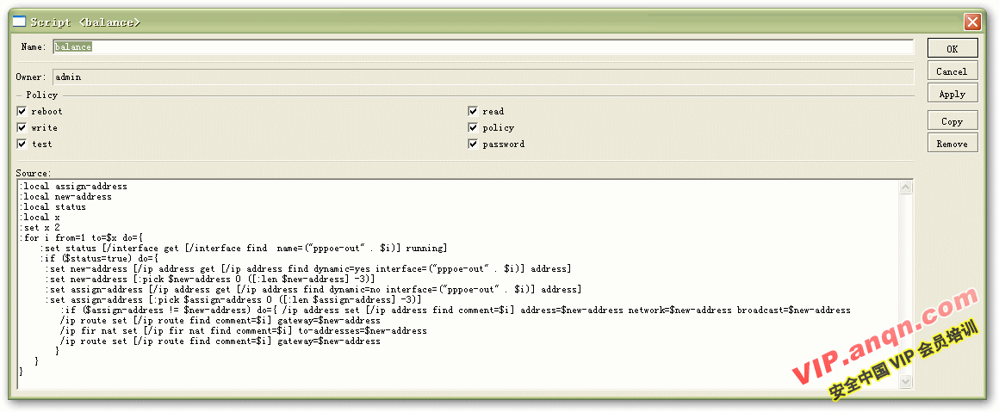 Script <balance>
Name: balance
OK
Owner: admin
Cancel
Policy
Apply
reboot read
write policy
Copy
test password
Remove
Source:
:local assign-address
:local new-address
:local status
:local x
:set x 2
:for i from=1 to=$x do={
:set status [/interface get [/interface find name=("pppoe-out" . $i)] running]
:if ($status=true) do={
:set new-address [/ip address get [/ip address find dynamic=yes interface=("pppoe-out" . $i)] address]
:set new-address [:pick $new-address 0 ([:len $new-address] -3)]
:set assign-address [/ip address get [/ip address find dynamic=no interface=("pppoe-out" . $i)] address]
:set assign-address [:pick $assign-address 0 ([:len $assign-address] -3)]
:if ($assign-address != $new-address) do={ /ip address set [/ip address find comment=$i] address=$new-address network=$new-address broadcast=$new-address
/ip route set [/ip route find comment=$i] gateway=$new-address
/ip fir nat set [/ip fir nat find comment=$i] to-addresses=$new-address
/ip route set [/ip route find comment=$i] gateway=$new-address
}
}
}
VIP.anqn.com
安全中国 VIP 会员培训